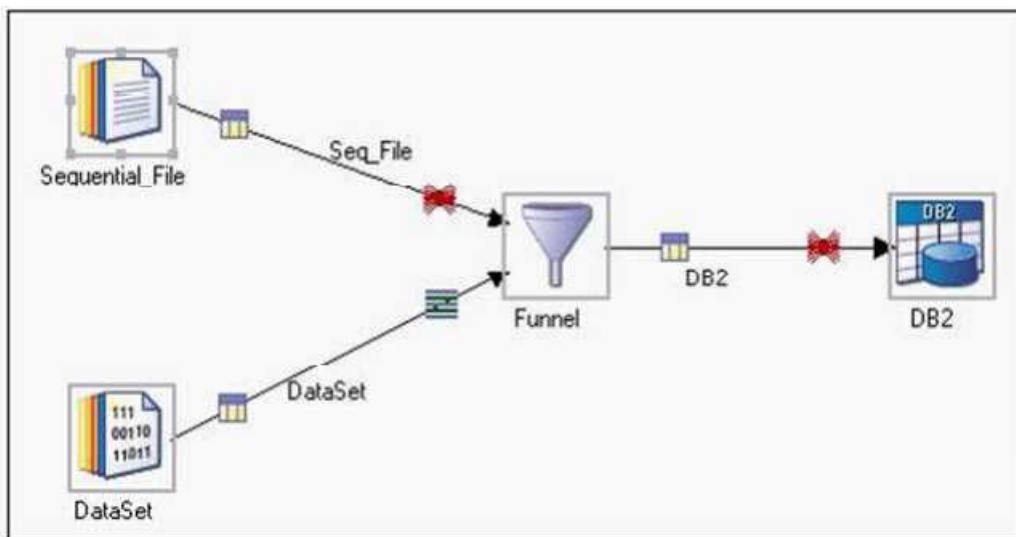 Sequential_File
Seq_File
DB2
Funnel
DB2
DB2
111
00110
11011
DataSet
DataSet